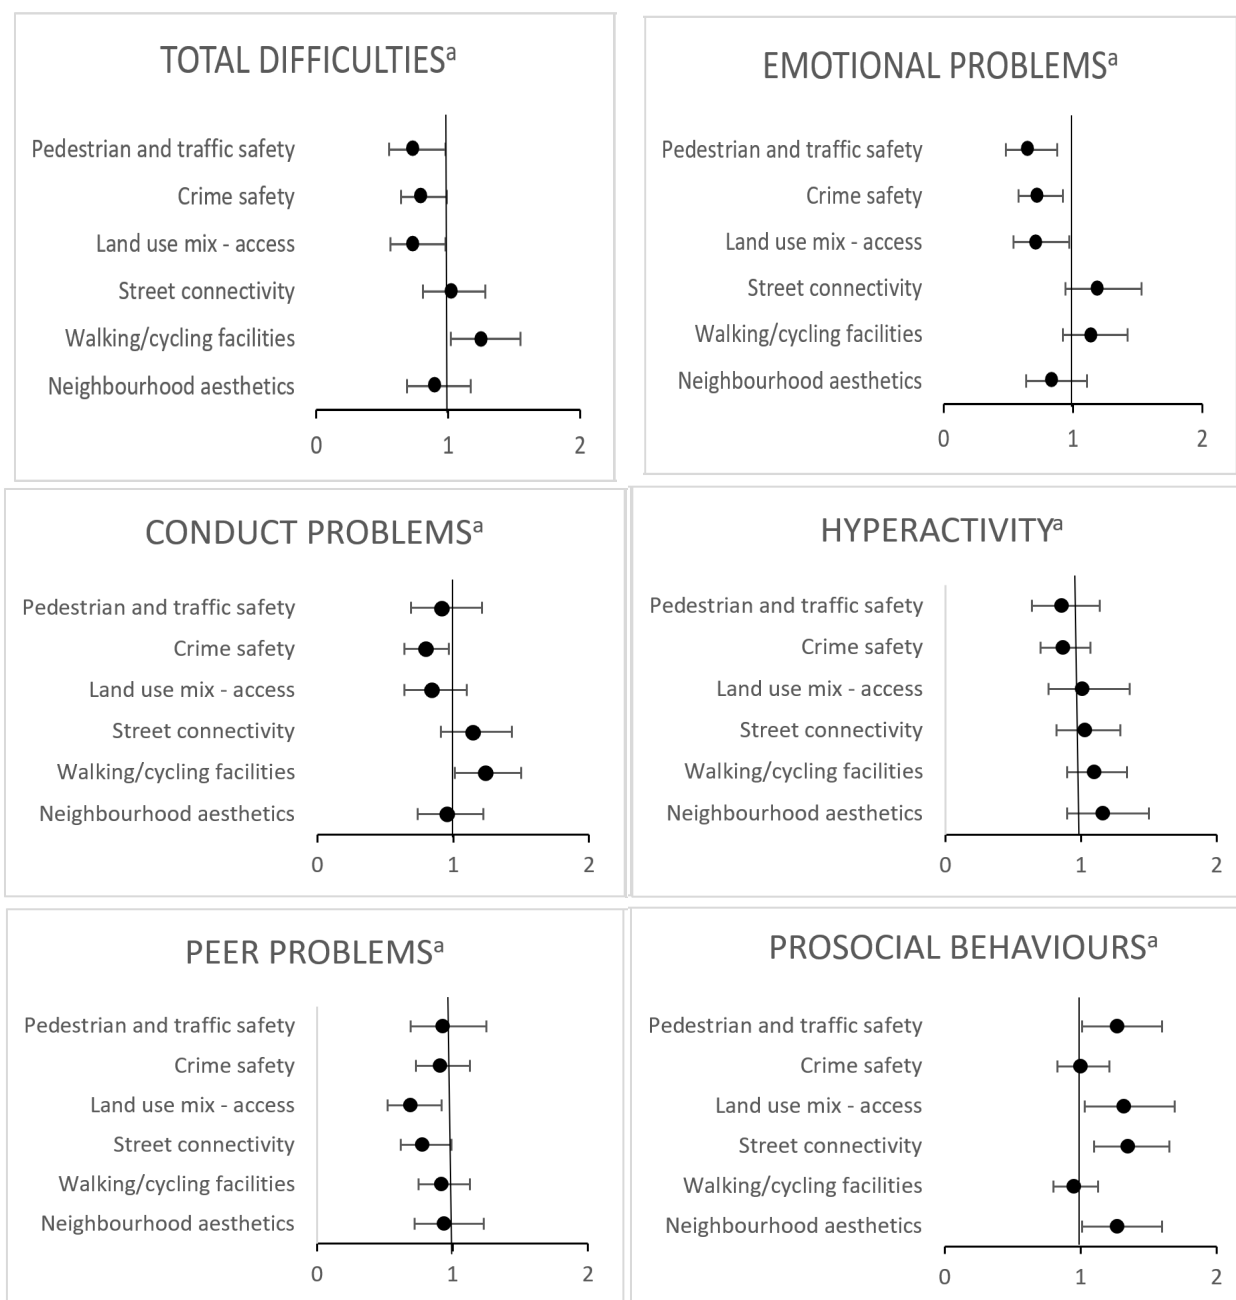 TOTAL DIFFICULTIESᵃ
Pedestrian and traffic safety
Crime safety
Land use mix - access
Street connectivity
Walking/cycling facilities
Neighbourhood aesthetics
0 1 2
EMOTIONAL PROBLEMSᵃ
Pedestrian and traffic safety
Crime safety
Land use mix - access
Street connectivity
Walking/cycling facilities
Neighbourhood aesthetics
0 1 2
CONDUCT PROBLEMSᵃ
Pedestrian and traffic safety
Crime safety
Land use mix - access
Street connectivity
Walking/cycling facilities
Neighbourhood aesthetics
0 1 2
HYPERACTIVITYᵃ
Pedestrian and traffic safety
Crime safety
Land use mix - access
Street connectivity
Walking/cycling facilities
Neighbourhood aesthetics
0 1 2
PEER PROBLEMSᵃ
Pedestrian and traffic safety
Crime safety
Land use mix - access
Street connectivity
Walking/cycling facilities
Neighbourhood aesthetics
0 1 2
PROSOCIAL BEHAVIOURSᵃ
Pedestrian and traffic safety
Crime safety
Land use mix - access
Street connectivity
Walking/cycling facilities
Neighbourhood aesthetics
0 1 2